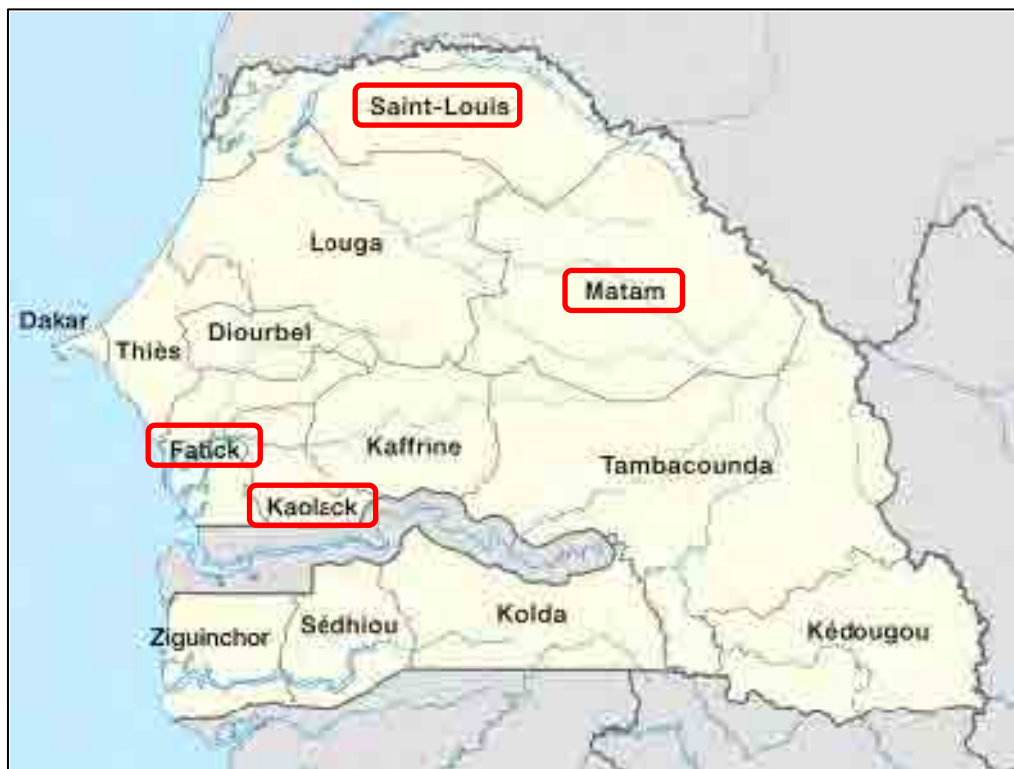 Saint-Louis
Louga
Matam
Dakar
Thiès
Diourbel
Fatick
Kaffrine
Tambacounda
Kaolack
Ziguinchor
Sédhiou
Kolda
Kédougou